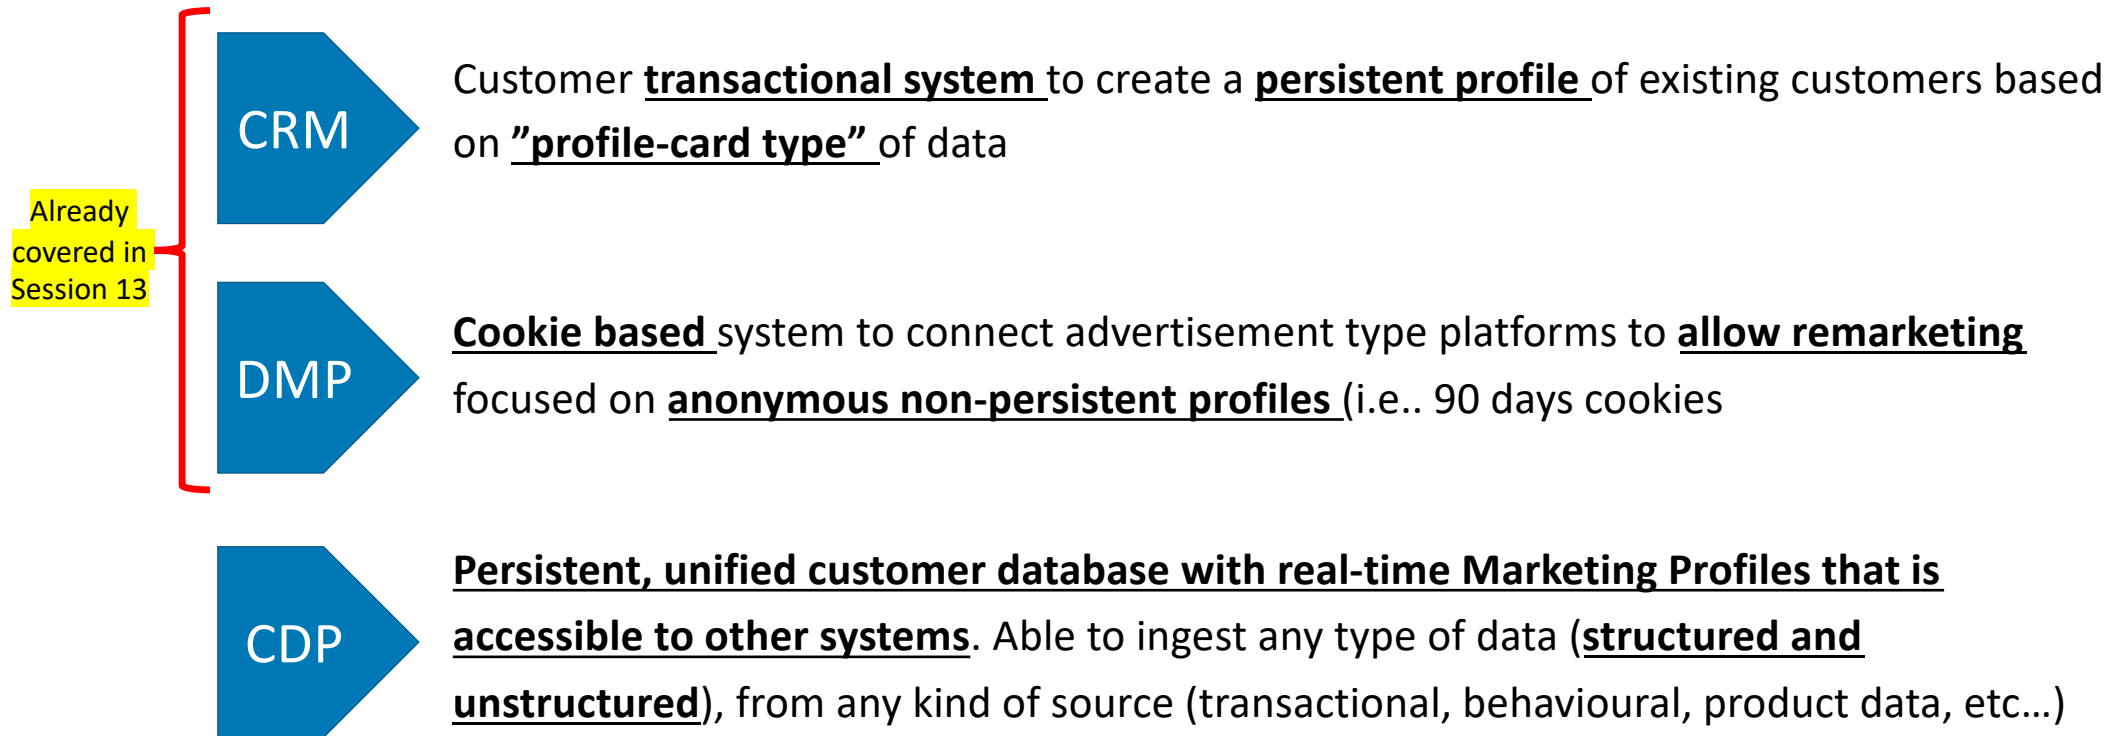 CRM
Customer transactional system to create a persistent profile of existing customers based
on ”profile-card type” of data
Already
covered in
Session 13
DMP
Cookie based system to connect advertisement type platforms to allow remarketing
focused on anonymous non-persistent profiles (i.e.. 90 days cookies
CDP
Persistent, unified customer database with real-time Marketing Profiles that is
accessible to other systems. Able to ingest any type of data (structured and
unstructured), from any kind of source (transactional, behavioural, product data, etc…)